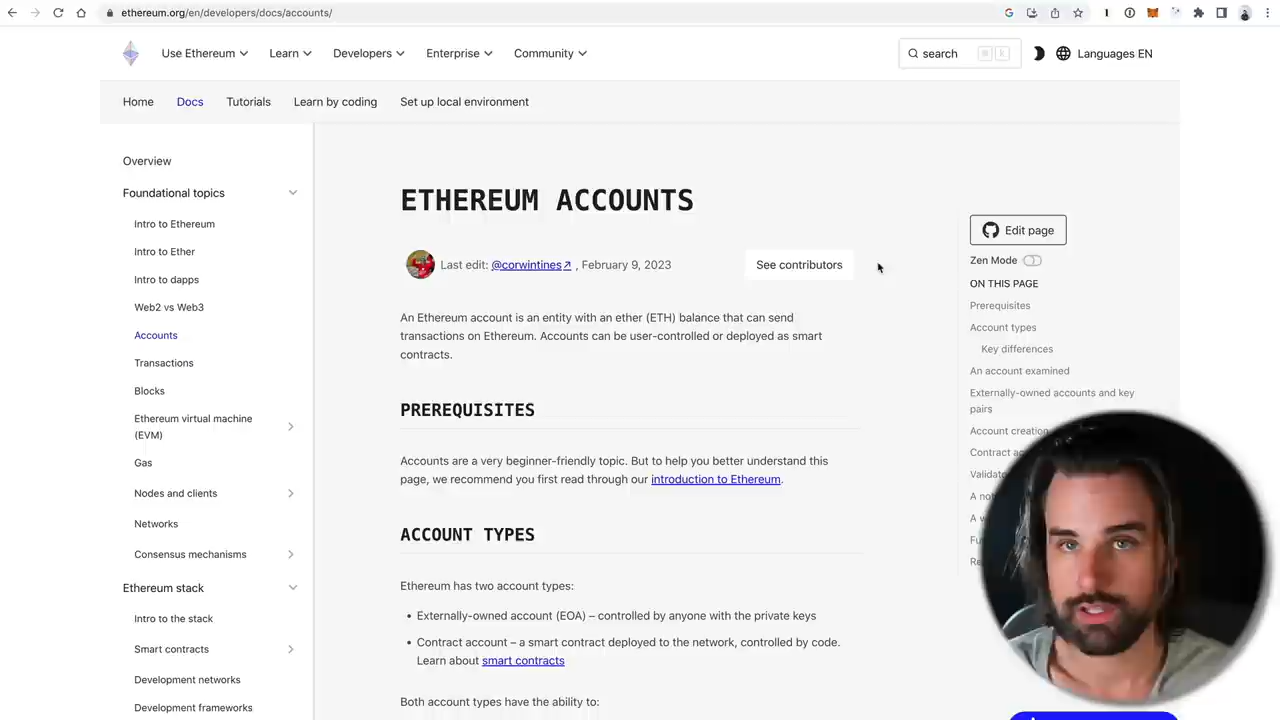 ethereum.org/en/developers/docs/accounts/
Use Ethereum
Learn
Developers
Enterprise
Community
search
k
Languages EN
Home
Docs
Tutorials
Learn by coding
Set up local environment
Overview
Foundational topics
Intro to Ethereum
Intro to Ether
Intro to dapps
Web2 vs Web3
Accounts
Transactions
Blocks
Ethereum virtual machine
(EVM)
Gas
Nodes and clients
Networks
Consensus mechanisms
Ethereum stack
Intro to the stack
Smart contracts
Development networks
Development frameworks
ETHEREUM ACCOUNTS
Last edit: @corwintines↗ , February 9, 2023
See contributors
An Ethereum account is an entity with an ether (ETH) balance that can send
transactions on Ethereum. Accounts can be user-controlled or deployed as smart
contracts.
PREREQUISITES
Accounts are a very beginner-friendly topic. But to help you better understand this
page, we recommend you first read through our introduction to Ethereum.
ACCOUNT TYPES
Ethereum has two account types:
• Externally-owned account (EOA) – controlled by anyone with the private keys
• Contract account – a smart contract deployed to the network, controlled by code.
Learn about smart contracts
Both account types have the ability to:
Edit page
Zen Mode
ON THIS PAGE
Prerequisites
Account types
Key differences
An account examined
Externally-owned accounts and key
pairs
Account creation
Contract
A
A